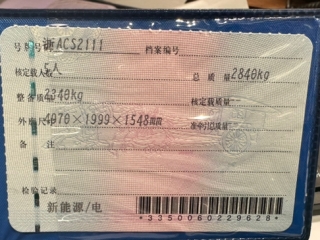 号牌号码 浙FACS2111 档案编号
核定载人数 5人 总质量 2840kg
整备质量 2340kg 核定载质量
外廓尺寸 4970×1999×1548mm 准牵引总质量
备注
检验记录
新能源/电
*3350060229628*